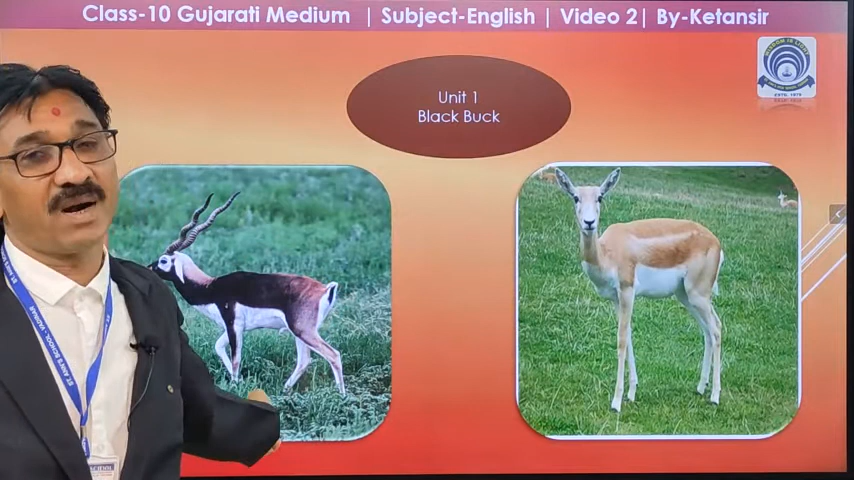 Class-10 Gujarati Medium | Subject-English | Video 2 | By-Ketansir
Unit 1
Black Buck